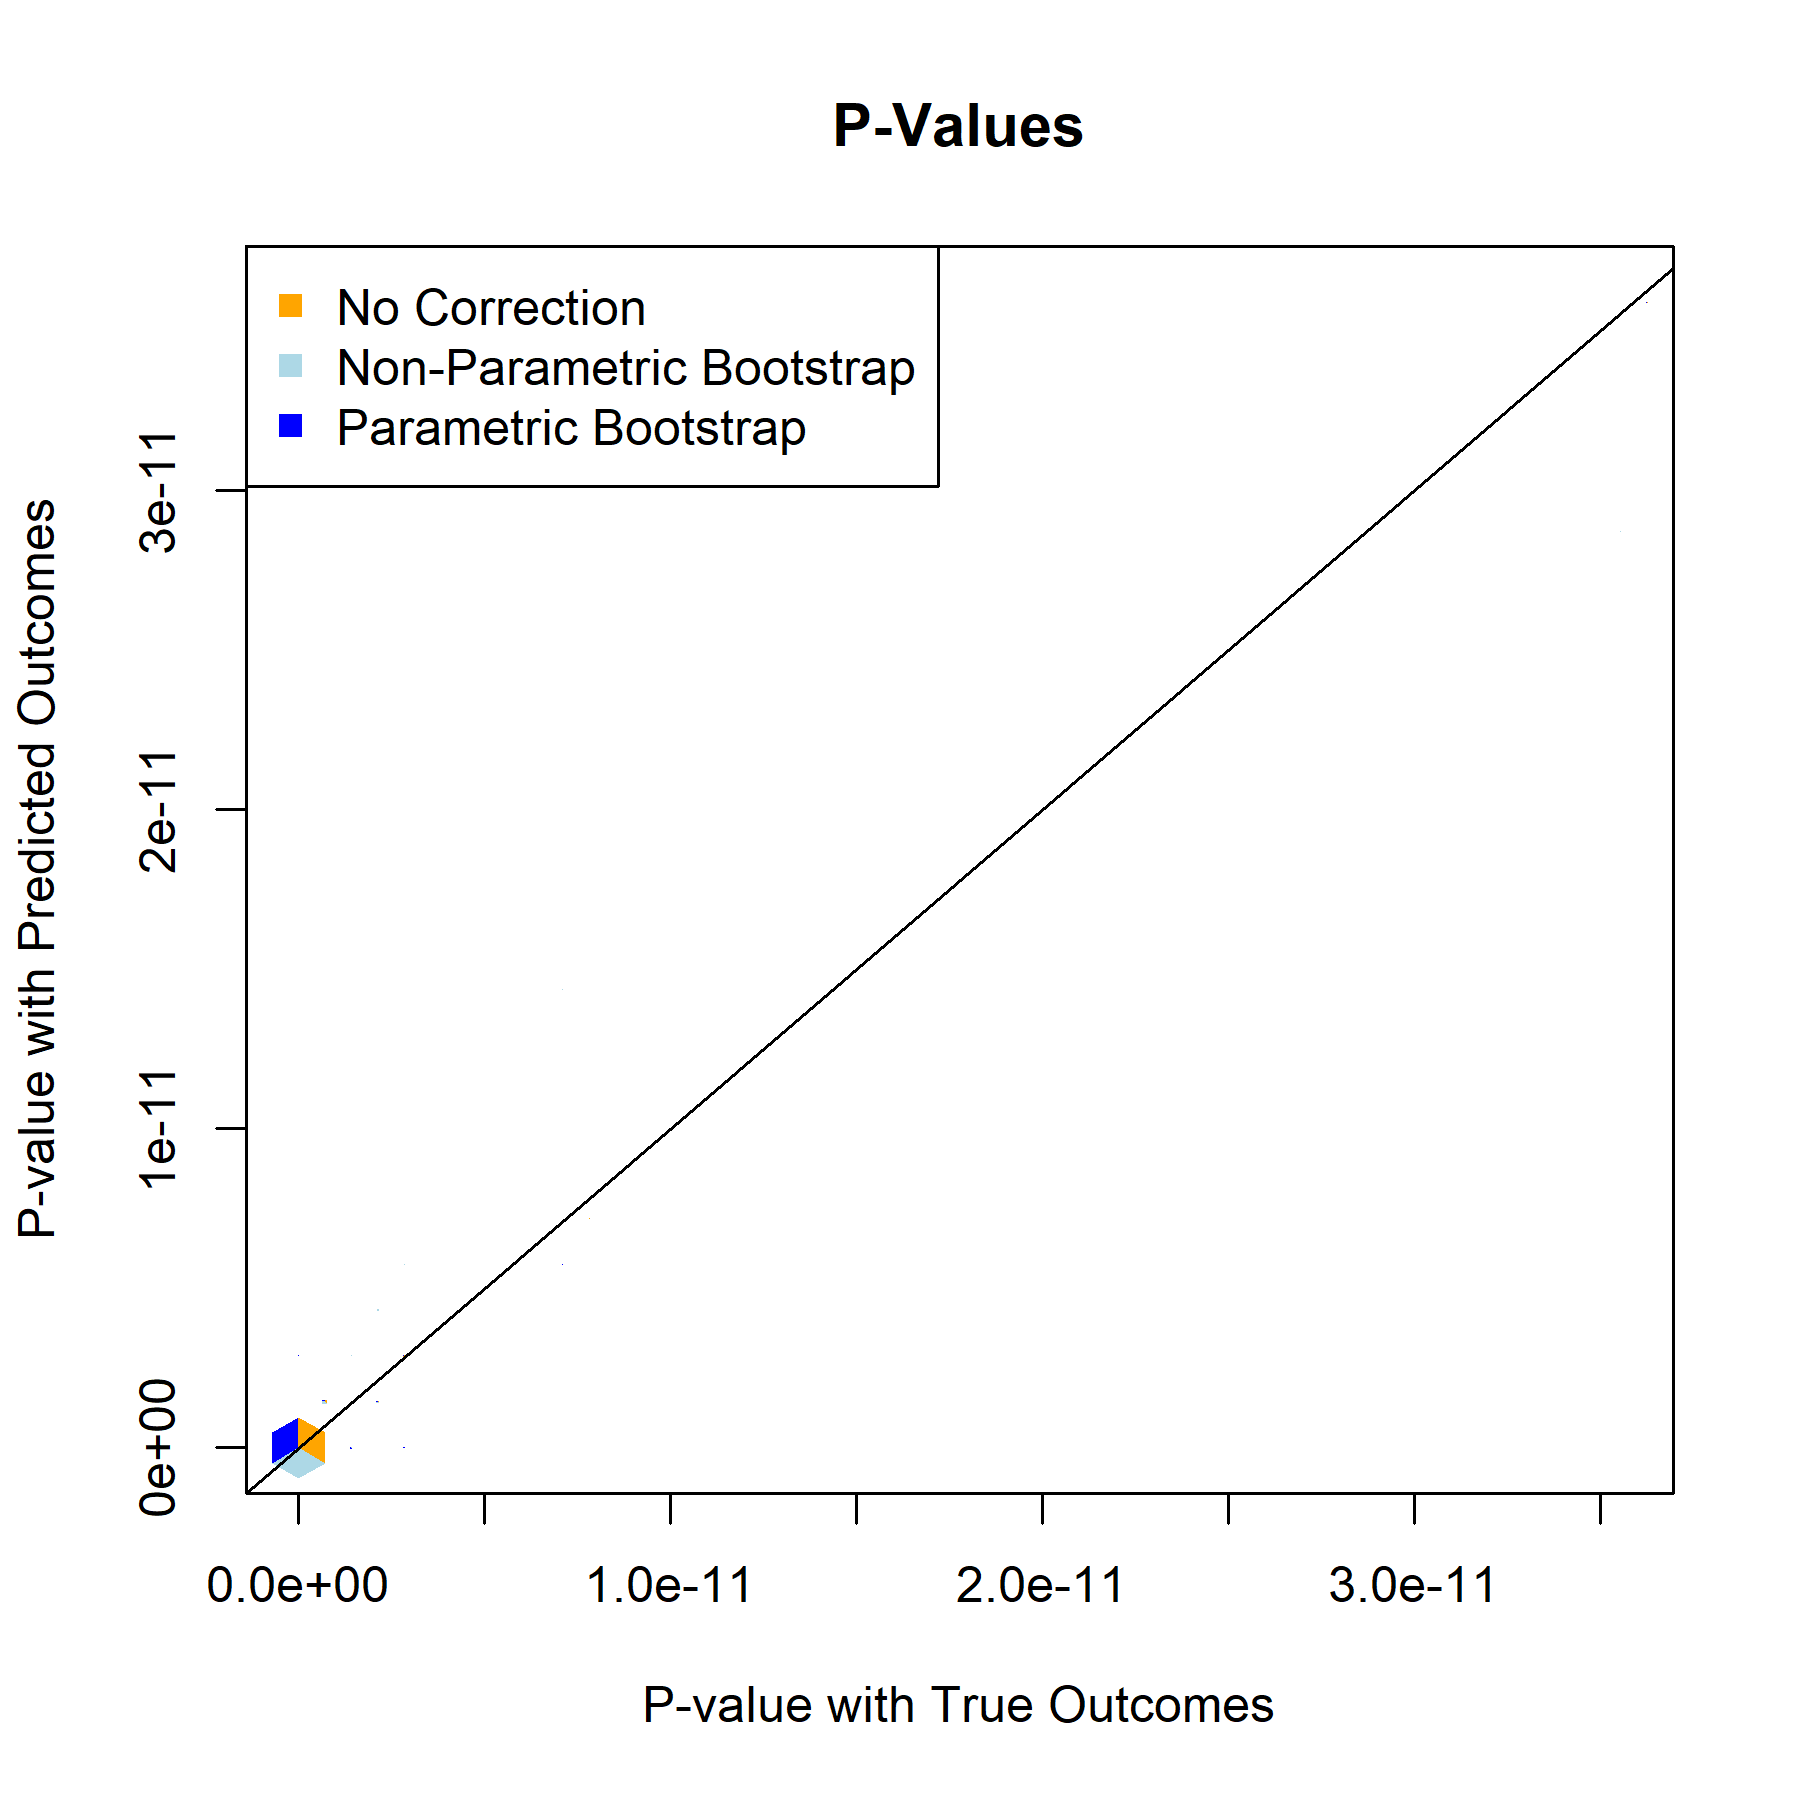 P-Values
No Correction
Non-Parametric Bootstrap
Parametric Bootstrap
P-value with Predicted Outcomes
3e-11
2e-11
1e-11
0e+00
0.0e+00
1.0e-11
2.0e-11
3.0e-11
P-value with True Outcomes